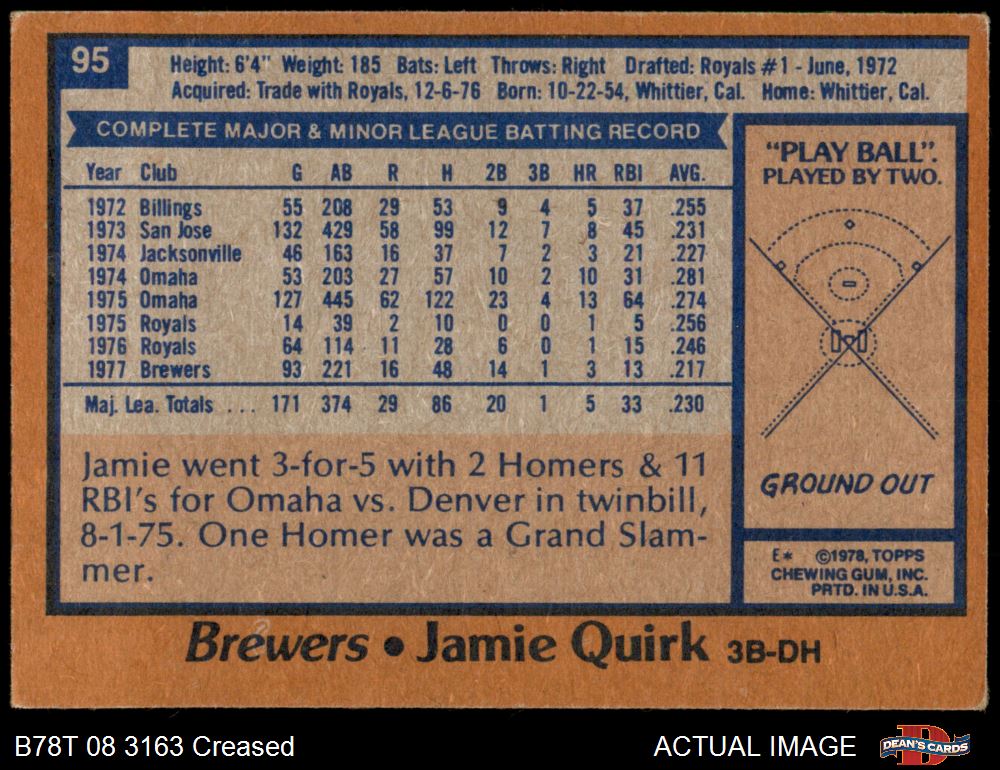 95
Height: 6'4" Weight: 185 Bats: Left Throws: Right Drafted: Royals #1 - June, 1972
Acquired: Trade with Royals, 12-6-76 Born: 10-22-54, Whittier, Cal. Home: Whittier, Cal.
COMPLETE MAJOR & MINOR LEAGUE BATTING RECORD
Year Club G AB R H 2B 3B HR RBI AVG.
1972 Billings 55 208 29 53 9 4 5 37 .255
1973 San Jose 132 429 58 99 12 7 8 45 .231
1974 Jacksonville 46 163 16 37 7 2 3 21 .227
1974 Omaha 53 203 27 57 10 2 10 31 .281
1975 Omaha 127 445 62 122 23 4 13 64 .274
1975 Royals 14 39 2 10 0 0 1 5 .256
1976 Royals 64 114 11 28 6 0 1 15 .246
1977 Brewers 93 221 16 48 14 1 3 13 .217
Maj. Lea. Totals ... 171 374 29 86 20 1 5 33 .230
Jamie went 3-for-5 with 2 Homers & 11
RBI's for Omaha vs. Denver in twinbill,
8-1-75. One Homer was a Grand Slam-
mer.
"PLAY BALL".
PLAYED BY TWO.
GROUND OUT
E* ©1978, TOPPS
CHEWING GUM, INC.
PRTD. IN U.S.A.
Brewers • Jamie Quirk 3B-DH
B78T 08 3163 Creased
ACTUAL IMAGE
D
DEAN'S CARDS